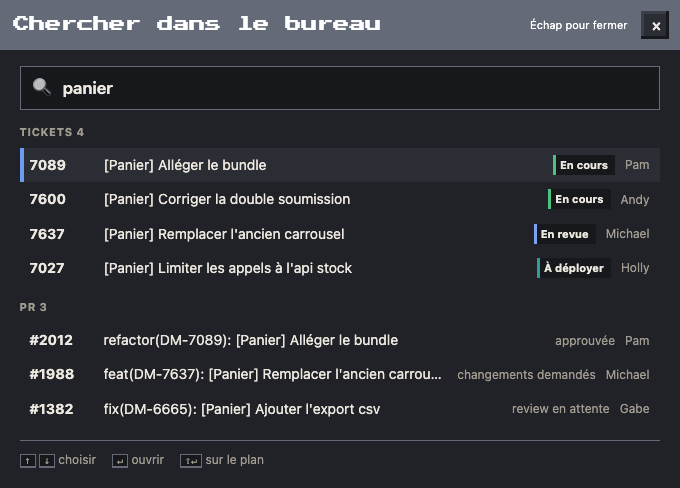 Chercher dans le bureau Échap pour fermer ×
panier
TICKETS 4
7089 [Panier] Alléger le bundle En cours Pam
7600 [Panier] Corriger la double soumission En cours Andy
7637 [Panier] Remplacer l'ancien carrousel En revue Michael
7027 [Panier] Limiter les appels à l'api stock À déployer Holly
PR 3
#2012 refactor(DM-7089): [Panier] Alléger le bundle approuvée Pam
#1988 feat(DM-7637): [Panier] Remplacer l'ancien carrou... changements demandés Michael
#1382 fix(DM-6665): [Panier] Ajouter l'export csv review en attente Gabe
↑ ↓ choisir ↵ ouvrir ⇧↵ sur le plan